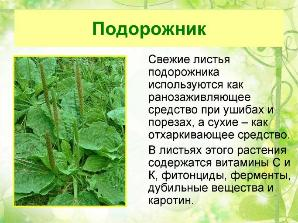 Подорожник
Свежие листья
подорожника
используются как
ранозаживляющее
средство при ушибах и
порезах, а сухие – как
отхаркивающее средство.
В листьях этого растения
содержатся витамины С и
К, фитонциды, ферменты,
дубильные вещества и
каротин.